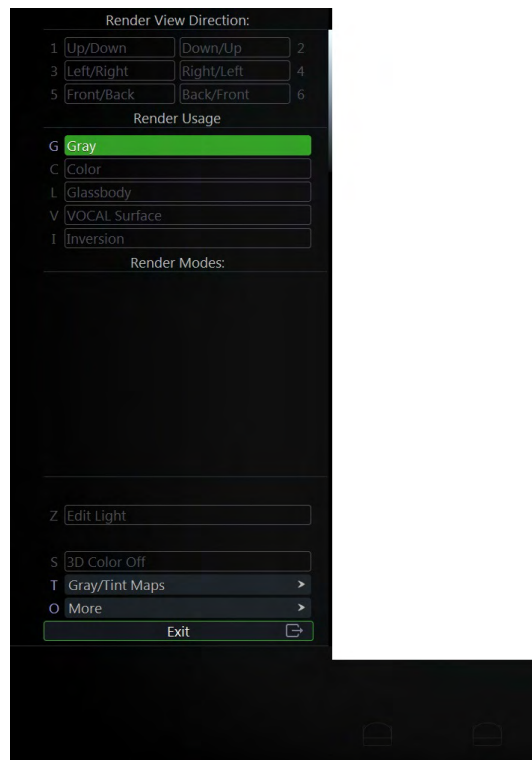 Render View Direction:
1 Up/Down Down/Up 2
3 Left/Right Right/Left 4
5 Front/Back Back/Front 6
Render Usage
G Gray
C Color
L Glassbody
V VOCAL Surface
I Inversion
Render Modes:
Z Edit Light
S 3D Color Off
T Gray/Tint Maps >
O More >
Exit